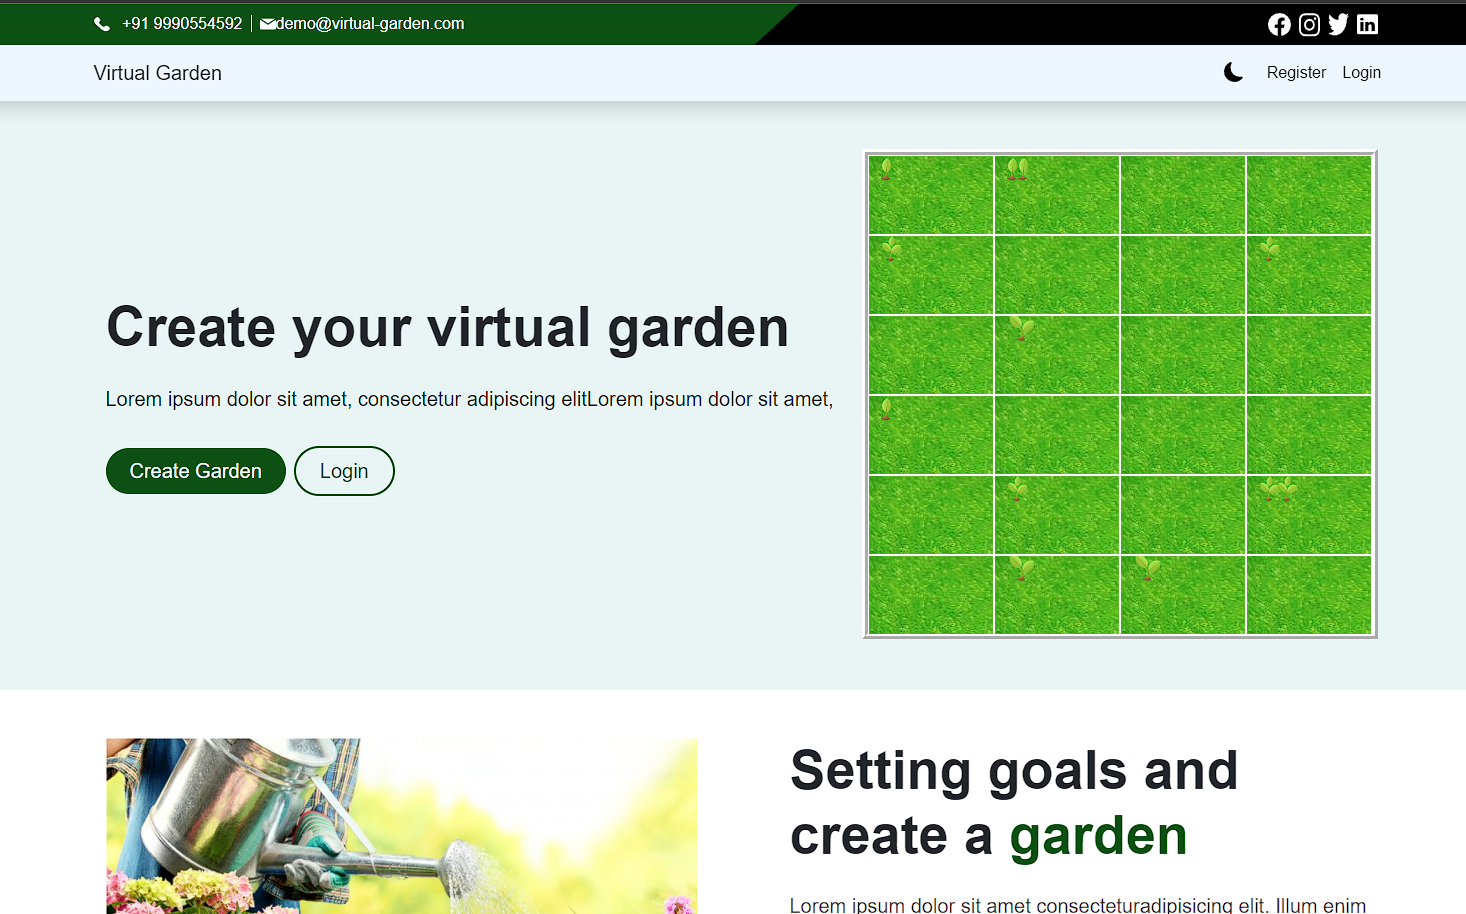 +91 9990554592 | demo@virtual-garden.com
Virtual Garden
Register Login
Create your virtual garden
Lorem ipsum dolor sit amet, consectetur adipiscing elitLorem ipsum dolor sit amet,
Create Garden Login
Setting goals and
create a garden
Lorem ipsum dolor sit amet consecteturadipisicing elit. Illum enim